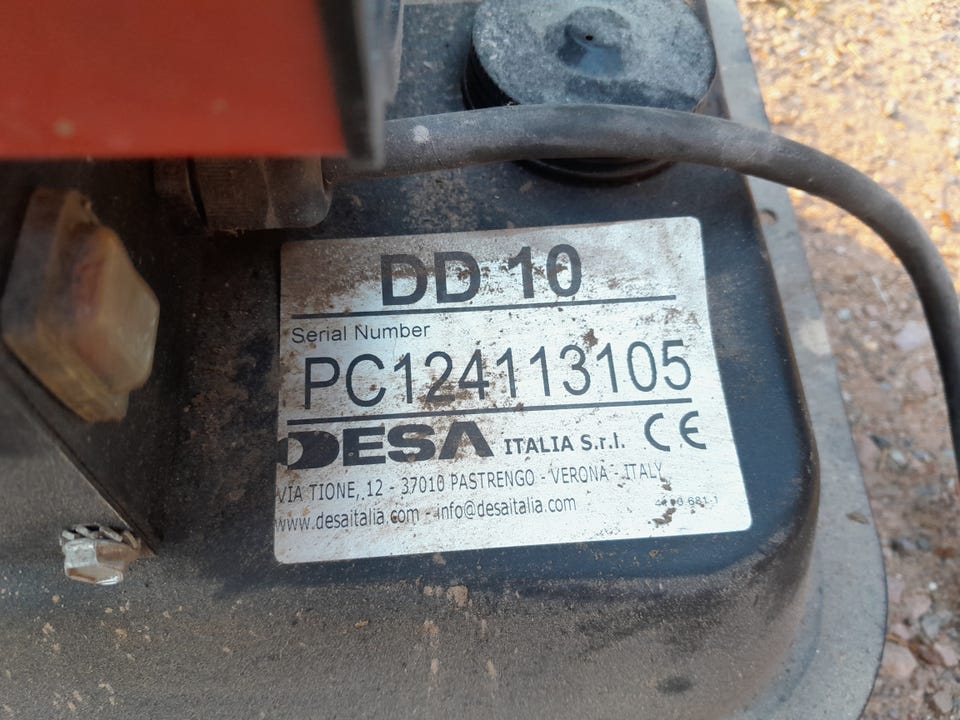 DD 10
Serial Number
PC124113105
DESA ITALIA S.r.l. CE
VIA TIONE, 12 - 37010 PASTRENGO - VERONA - ITALY
www.desaitalia.com - info@desaitalia.com